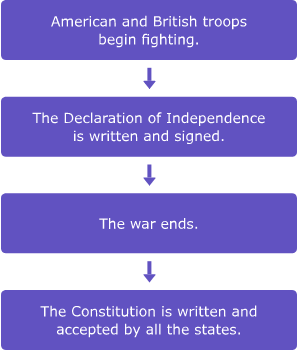 American and British troops
begin fighting.
The Declaration of Independence
is written and signed.
The war ends.
The Constitution is written and
accepted by all the states.